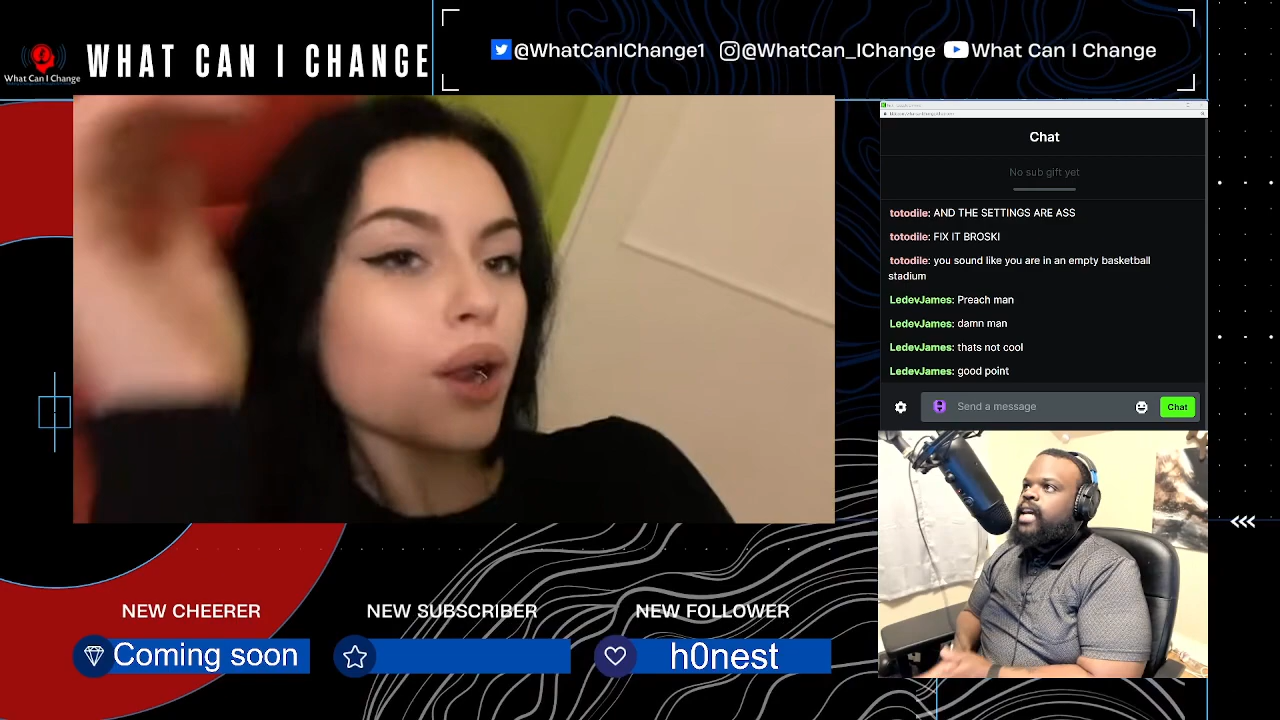 What Can I Change
WHAT CAN I CHANGE
@WhatCanIChange1 @WhatCan_IChange What Can I Change
Chat
No sub gift yet
totodile: AND THE SETTINGS ARE ASS
totodile: FIX IT BROSKI
totodile: you sound like you are in an empty basketball
stadium
LedevJames: Preach man
LedevJames: damn man
LedevJames: thats not cool
LedevJames: good point
Send a message
Chat
NEW CHEERER
NEW SUBSCRIBER
NEW FOLLOWER
Coming soon
h0nest